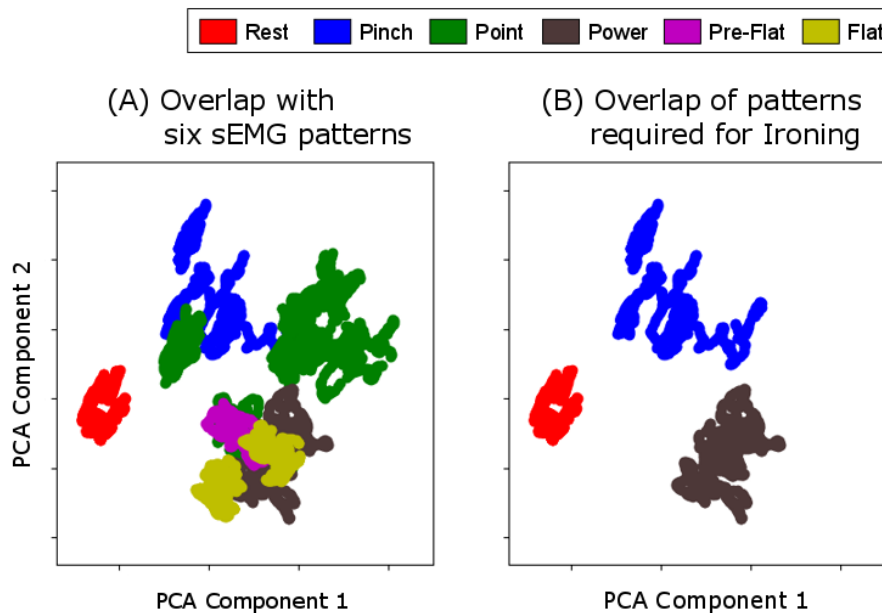 Rest Pinch Point Power Pre-Flat Flat
(A) Overlap with
six sEMG patterns
(B) Overlap of patterns
required for Ironing
PCA Component 2
PCA Component 1
PCA Component 1